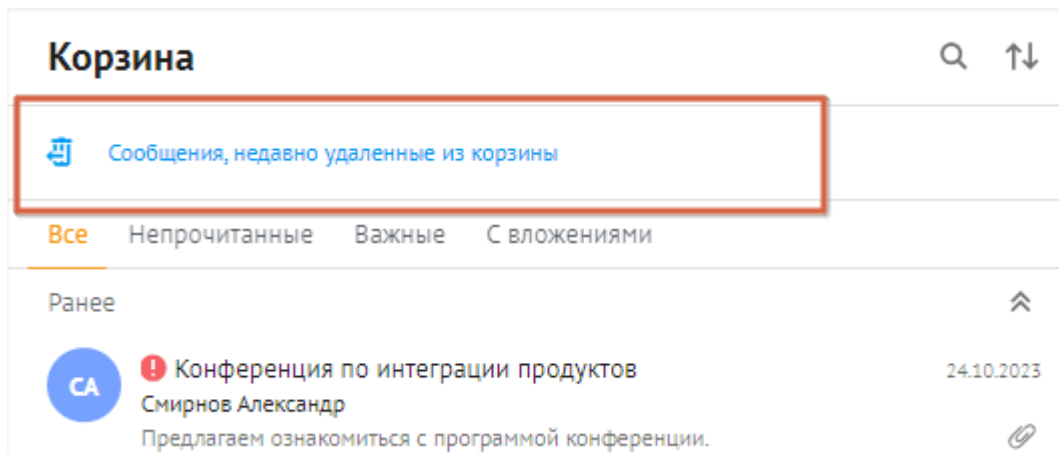 Корзина
Сообщения, недавно удаленные из корзины
Все Непрочитанные Важные С вложениями
Ранее
СА Конференция по интеграции продуктов 24.10.2023
Смирнов Александр
Предлагаем ознакомиться с программой конференции.